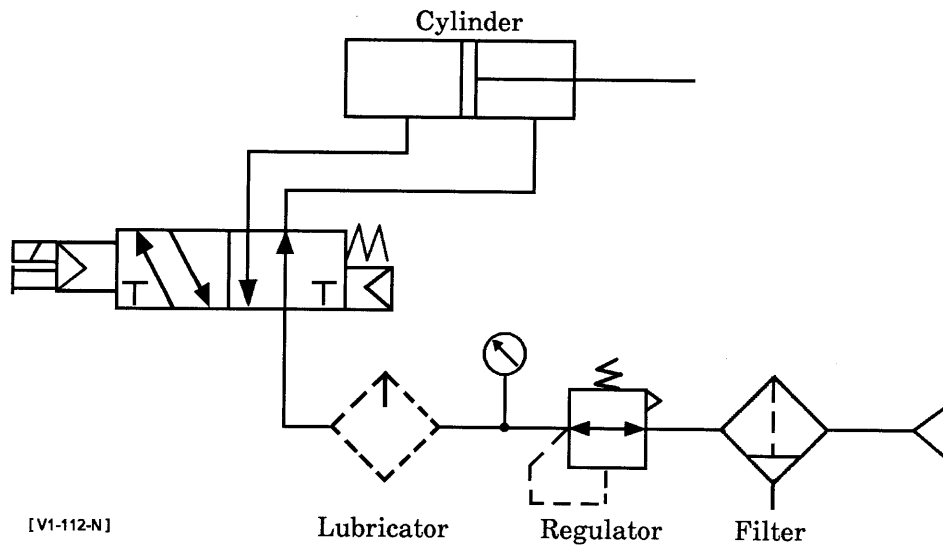 Cylinder
[V1-112-N]
Lubricator
Regulator
Filter